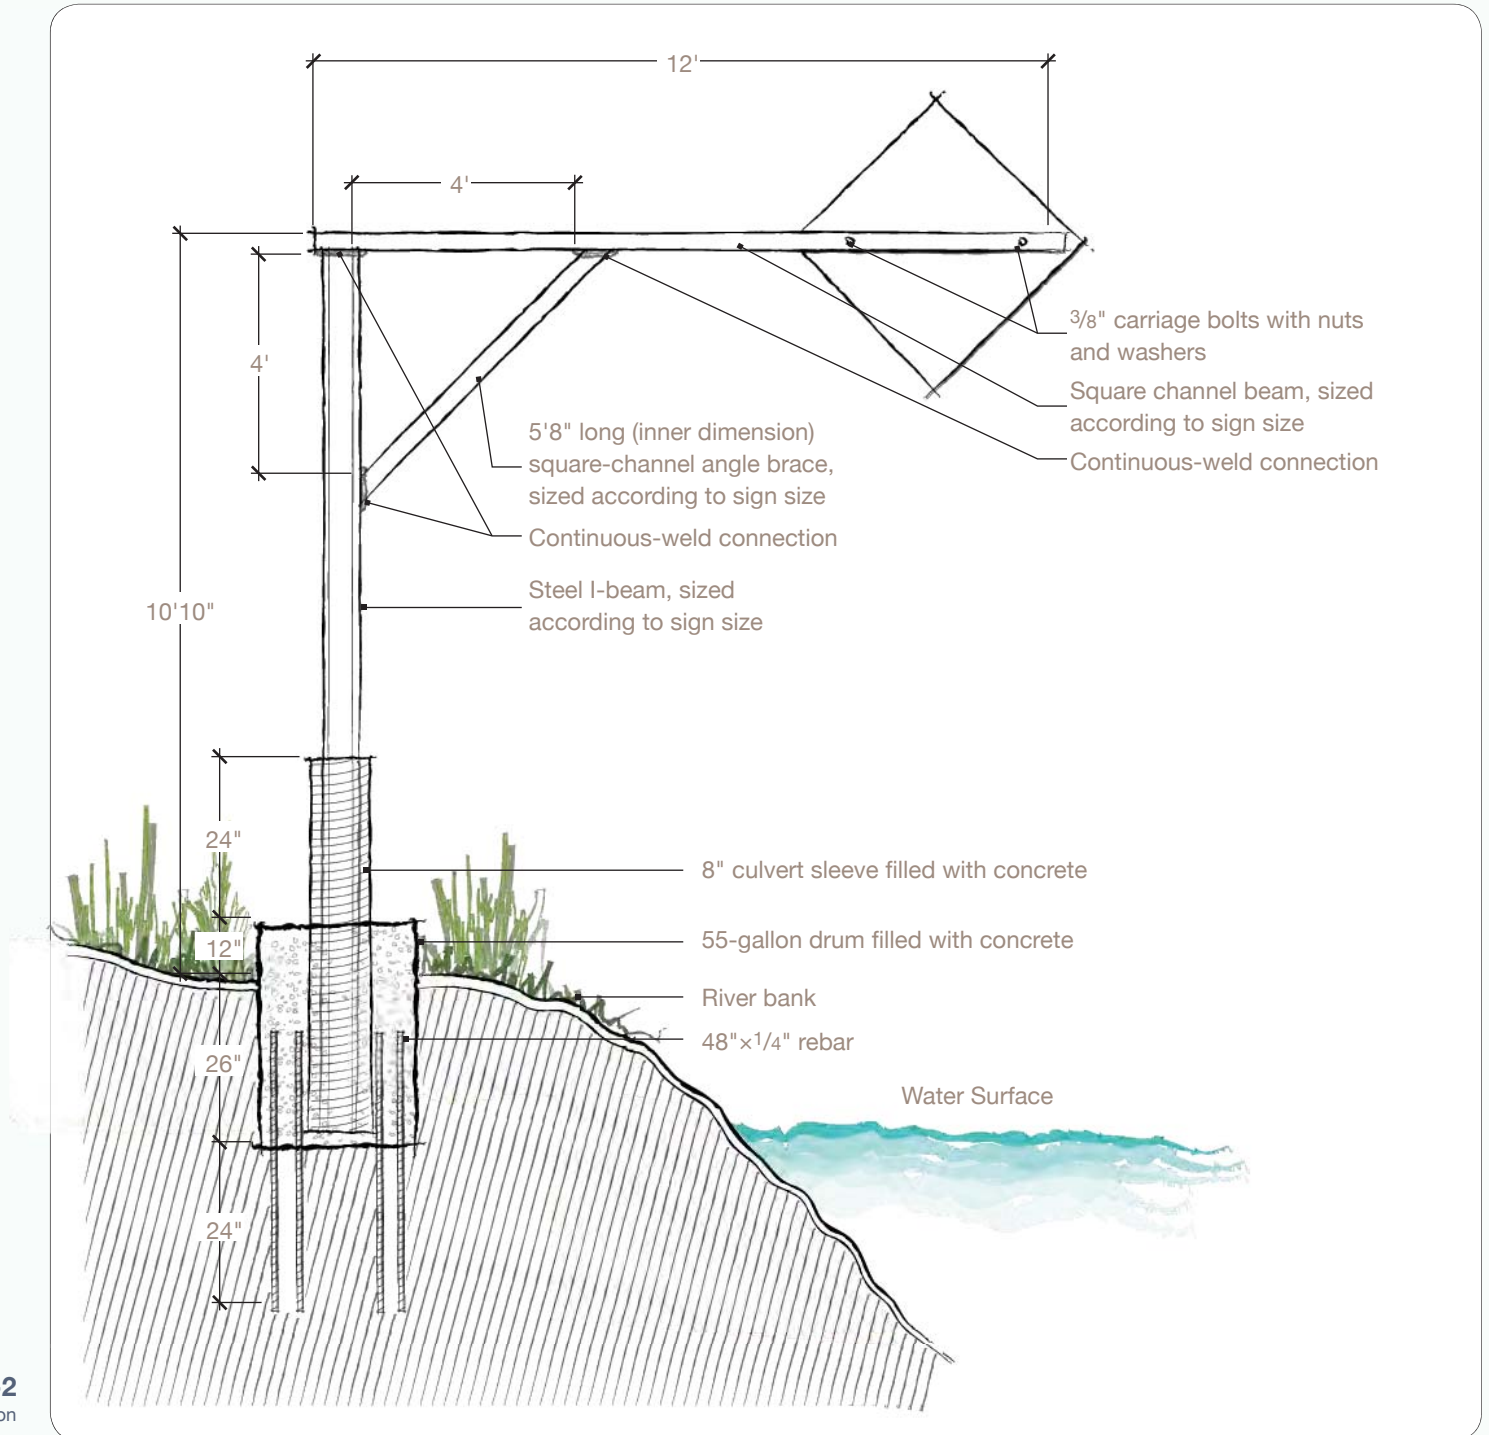 12'
4'
4'
3/8" carriage bolts with nuts
and washers
Square channel beam, sized
according to sign size
Continuous-weld connection
5'8" long (inner dimension)
square-channel angle brace,
sized according to sign size
Continuous-weld connection
Steel I-beam, sized
according to sign size
10'10"
24"
8" culvert sleeve filled with concrete
12"
55-gallon drum filled with concrete
River bank
48"×1/4" rebar
26"
Water Surface
24"
2
on